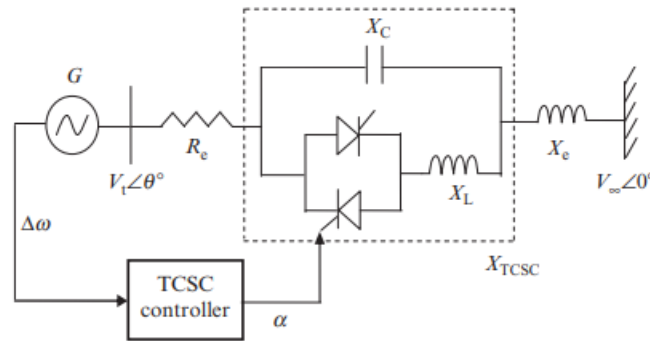 X_C
G
R_e
X_e
V_t∠θ°
X_L
V_∞∠0°
Δω
X_TCSC
TCSC
controller
α